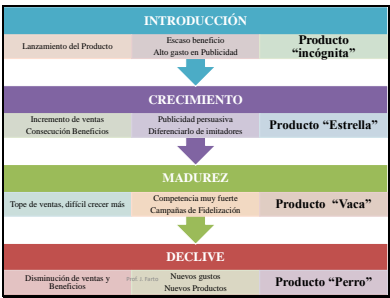 INTRODUCCIÓN
Lanzamiento del Producto
Escaso beneficio
Alto gasto en Publicidad
Producto
“incógnita”
CRECIMIENTO
Incremento de ventas
Consecución Beneficios
Publicidad persuasiva
Diferenciarlo de imitadores
Producto “Estrella”
MADUREZ
Tope de ventas, difícil crecer más
Competencia muy fuerte
Campañas de Fidelización
Producto “Vaca”
DECLIVE
Disminución de ventas y
Beneficios
Prof. J. Parto
Nuevos gustos
Nuevos Productos
Producto “Perro”